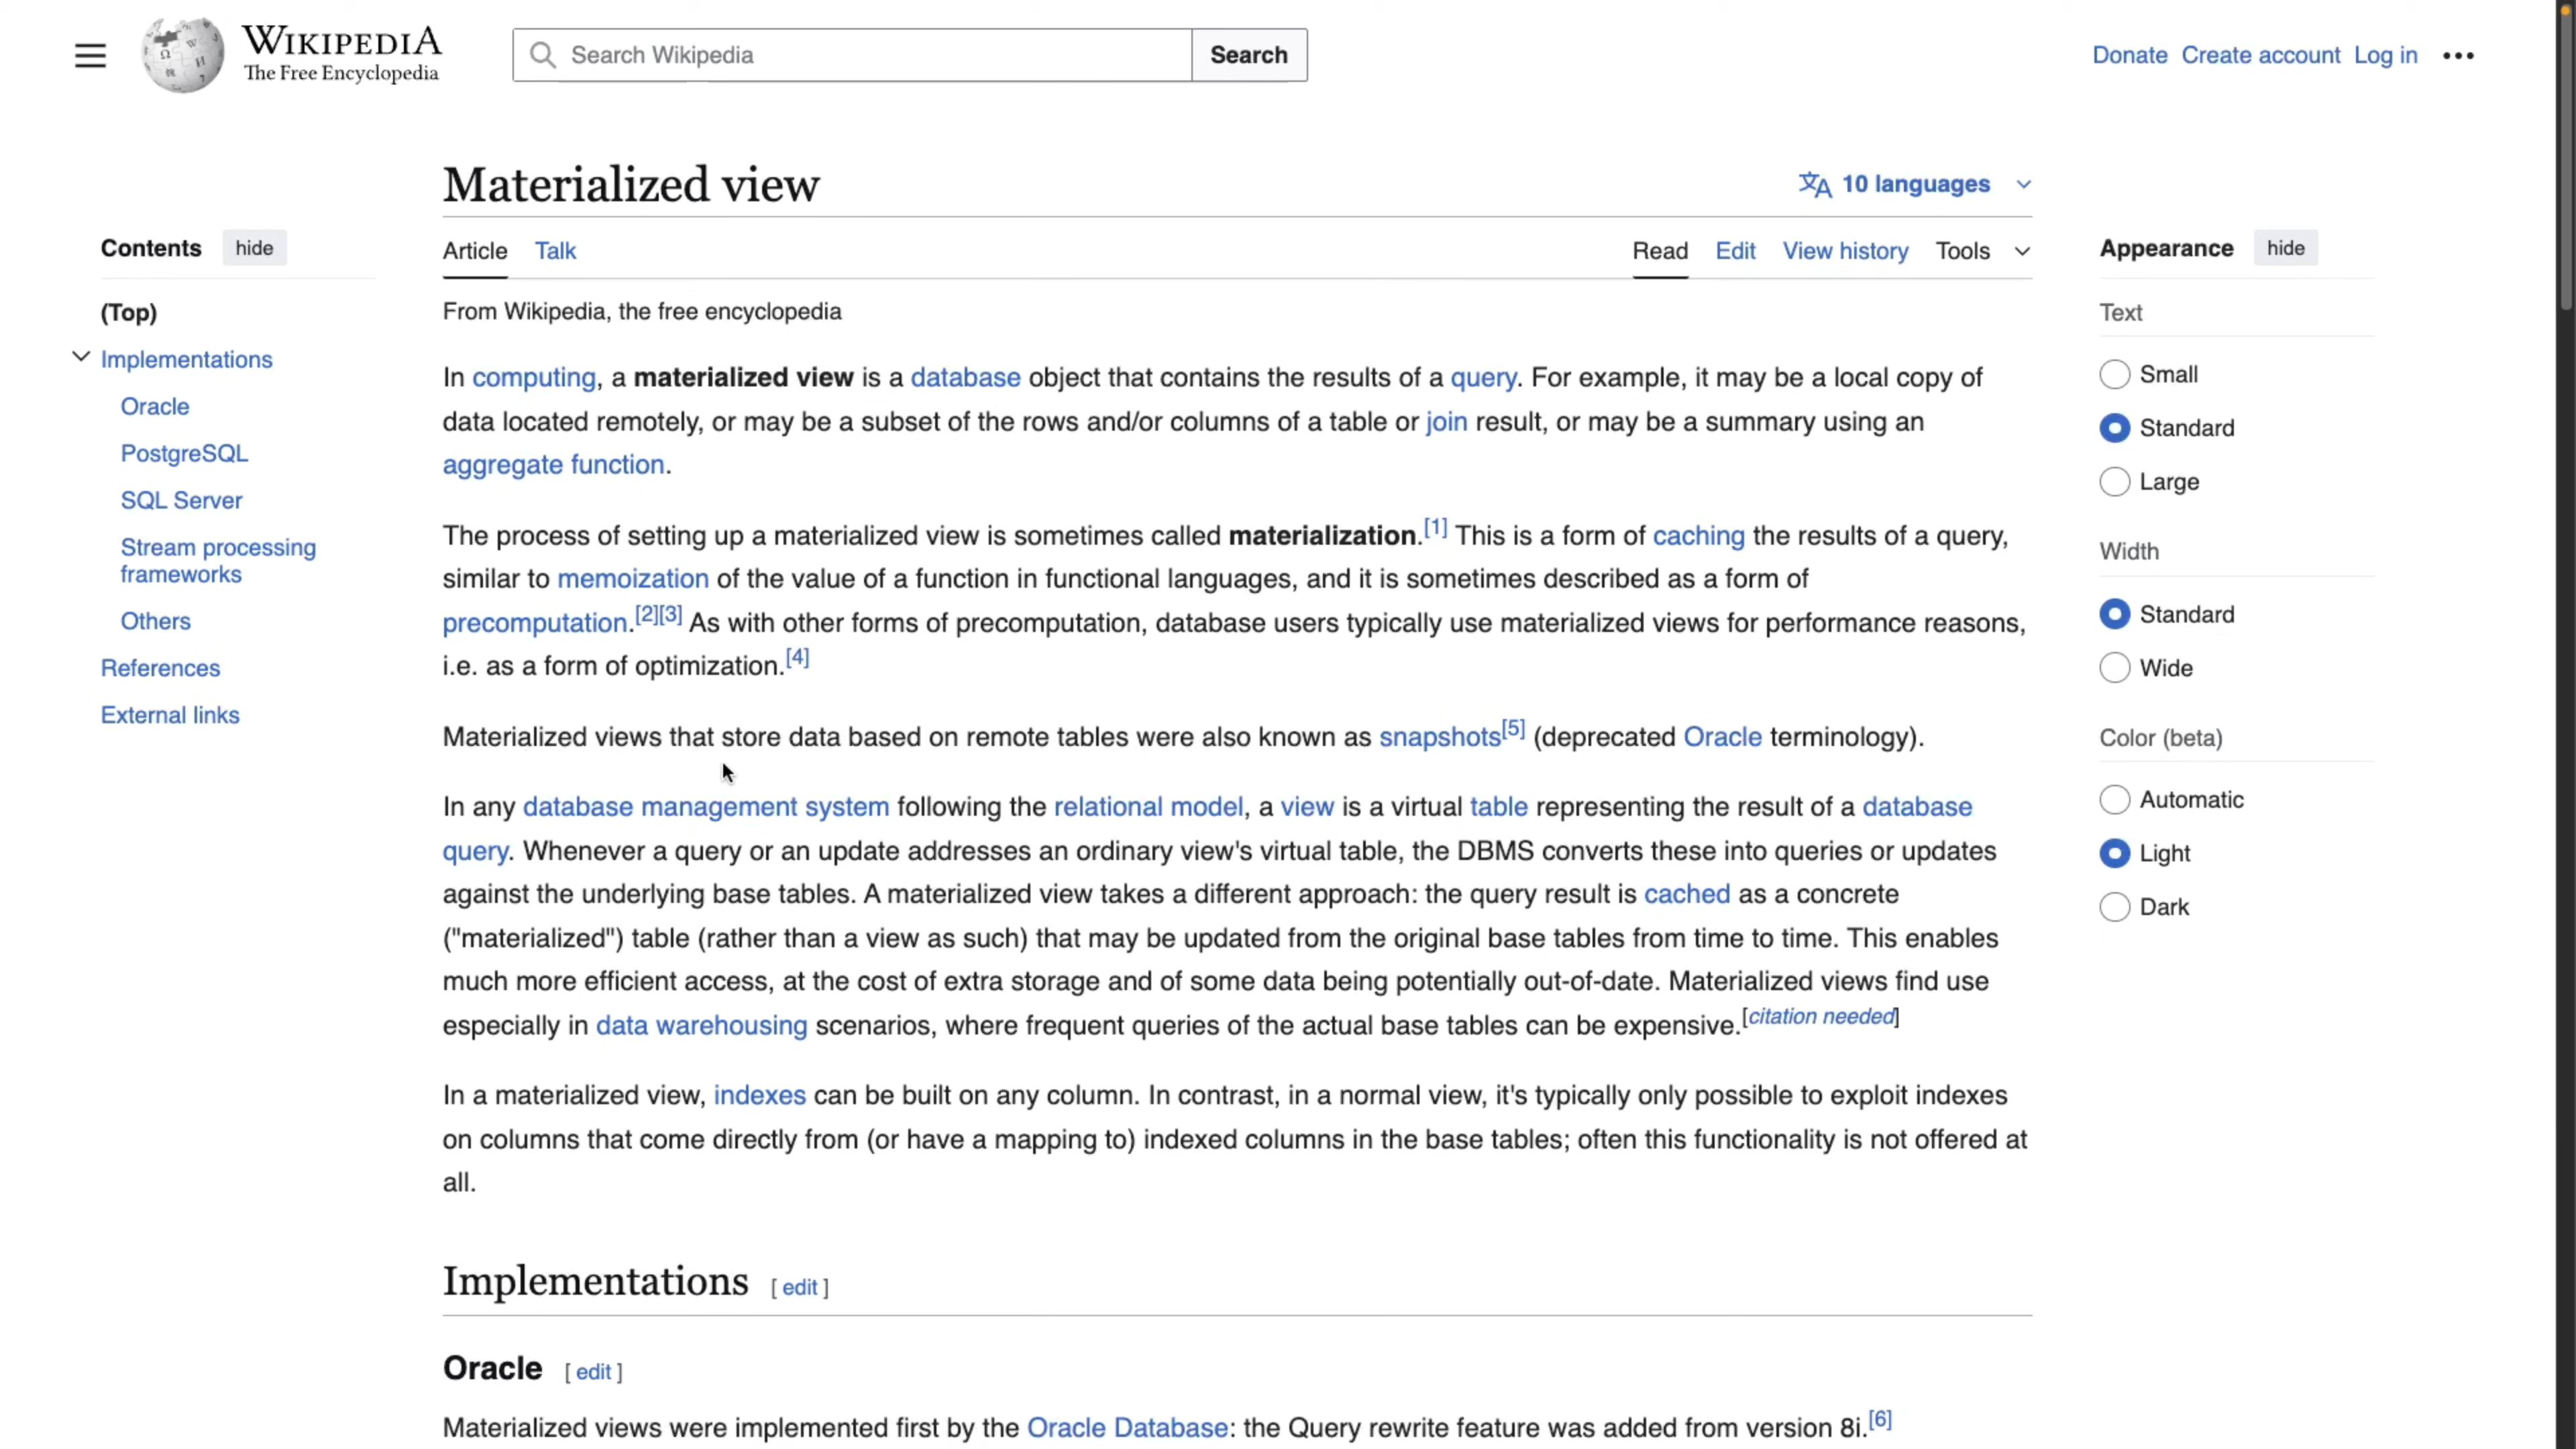 WIKIPEDIA
The Free Encyclopedia
Search Wikipedia
Search
Donate Create account Log in
Materialized view
10 languages
Contents hide
(Top)
Implementations
Oracle
PostgreSQL
SQL Server
Stream processing
frameworks
Others
References
External links
Article Talk
Read Edit View history Tools
From Wikipedia, the free encyclopedia
In computing, a materialized view is a database object that contains the results of a query. For example, it may be a local copy of
data located remotely, or may be a subset of the rows and/or columns of a table or join result, or may be a summary using an
aggregate function.
The process of setting up a materialized view is sometimes called materialization.[1] This is a form of caching the results of a query,
similar to memoization of the value of a function in functional languages, and it is sometimes described as a form of
precomputation.[2][3] As with other forms of precomputation, database users typically use materialized views for performance reasons,
i.e. as a form of optimization.[4]
Materialized views that store data based on remote tables were also known as snapshots[5] (deprecated Oracle terminology).
In any database management system following the relational model, a view is a virtual table representing the result of a database
query. Whenever a query or an update addresses an ordinary view's virtual table, the DBMS converts these into queries or updates
against the underlying base tables. A materialized view takes a different approach: the query result is cached as a concrete
("materialized") table (rather than a view as such) that may be updated from the original base tables from time to time. This enables
much more efficient access, at the cost of extra storage and of some data being potentially out-of-date. Materialized views find use
especially in data warehousing scenarios, where frequent queries of the actual base tables can be expensive.[citation needed]
In a materialized view, indexes can be built on any column. In contrast, in a normal view, it's typically only possible to exploit indexes
on columns that come directly from (or have a mapping to) indexed columns in the base tables; often this functionality is not offered at
all.
Implementations [ edit ]
Oracle [ edit ]
Materialized views were implemented first by the Oracle Database: the Query rewrite feature was added from version 8i.[6]
Appearance hide
Text
Small
Standard
Large
Width
Standard
Wide
Color (beta)
Automatic
Light
Dark